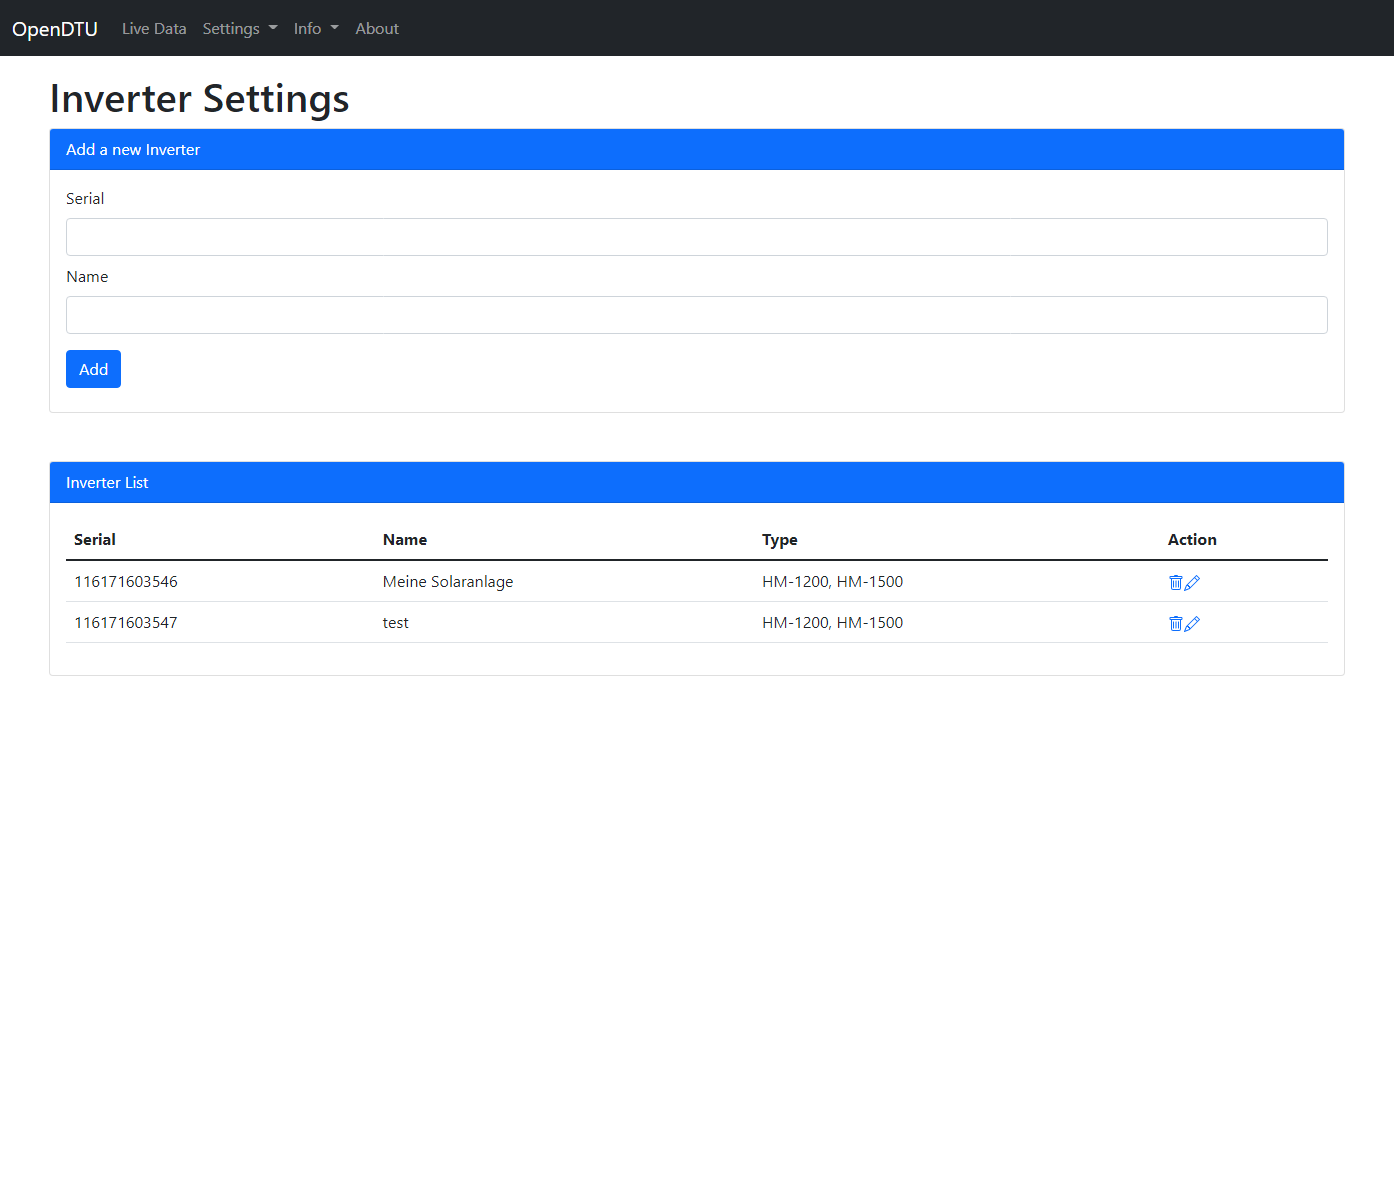 OpenDTU Live Data Settings Info About
Inverter Settings
Add a new Inverter
Serial
Name
Add
Inverter List
Serial Name Type Action
116171603546 Meine Solaranlage HM-1200, HM-1500
116171603547 test HM-1200, HM-1500